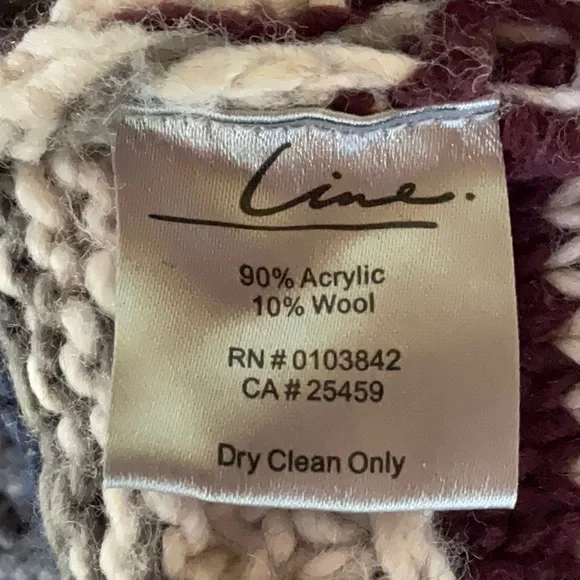 Line.
90% Acrylic
10% Wool
RN # 0103842
CA # 25459
Dry Clean Only